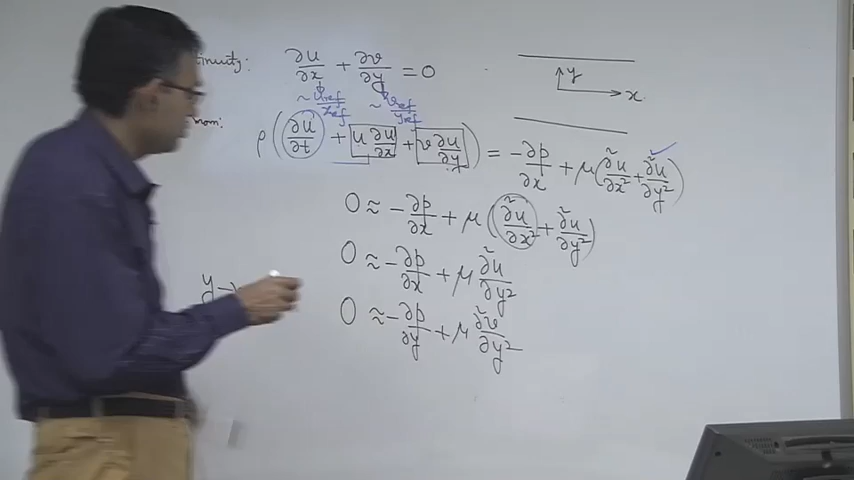 tinuity: ∂u/∂x + ∂v/∂y = 0
y
x
~ u_ref/x_ref ~ v_ref/y_ref
mom: ρ(∂u/∂t + u ∂u/∂x + v ∂u/∂y) = -∂p/∂x + μ(∂²u/∂x² + ∂²u/∂y²)
0 ≈ -∂p/∂x + μ(∂²u/∂x² + ∂²u/∂y²)
0 ≈ -∂p/∂x + μ ∂²u/∂y²
y-
0 ≈ -∂p/∂y + μ ∂²v/∂y²